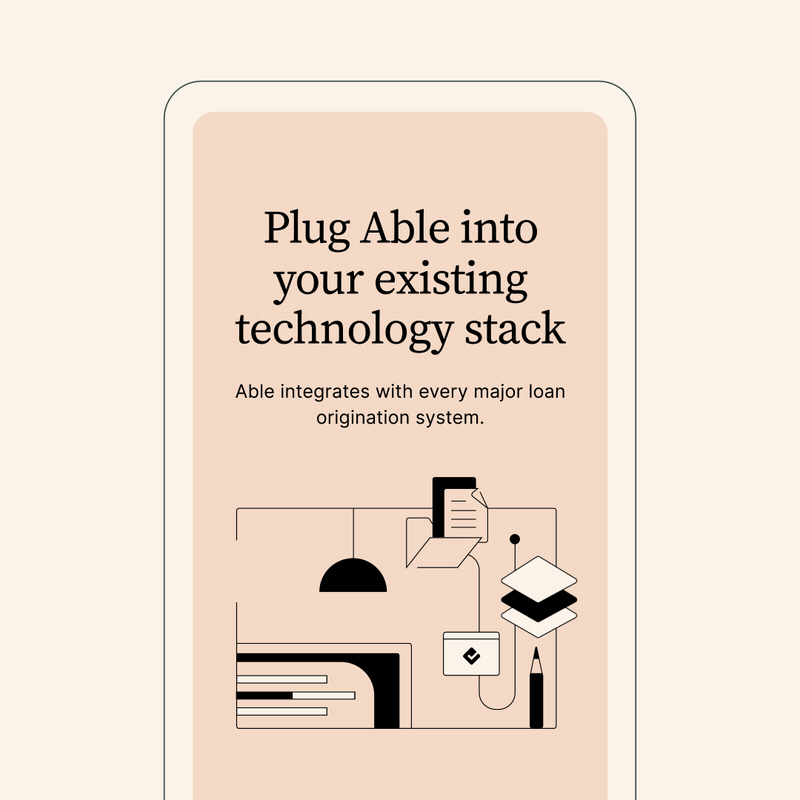 Plug Able into
your existing
technology stack
Able integrates with every major loan
origination system.